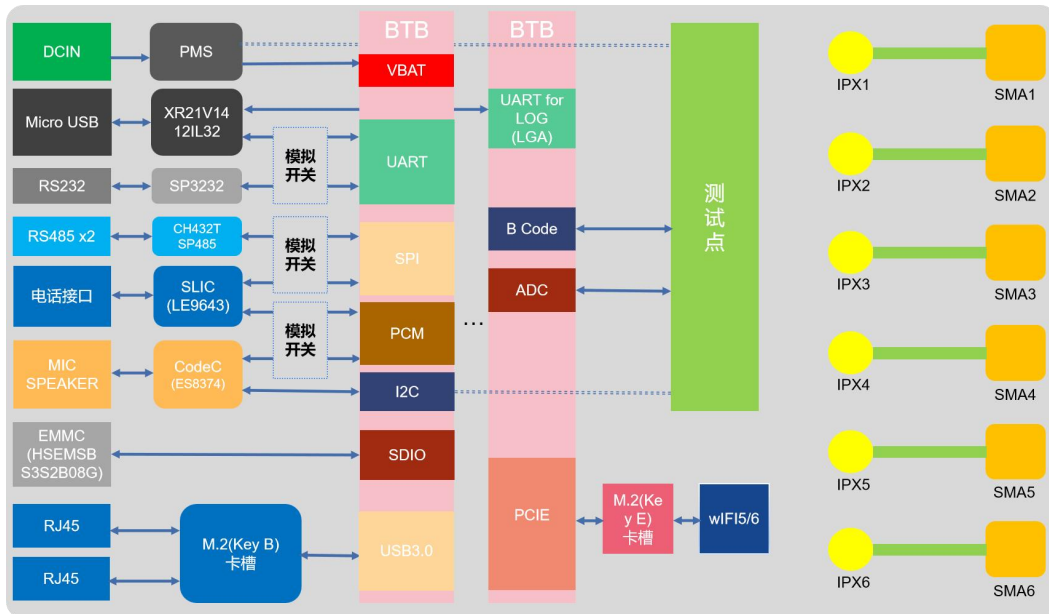 BTB
BTB
DCIN
PMS
VBAT
Micro USB
XR21V14
12IL32
UART for
LOG
(LGA)
模拟
开关
UART
RS232
SP3232
测
试
点
RS485 x2
CH432T
SP485
模拟
开关
SPI
B Code
电话接口
SLIC
(LE9643)
ADC
模拟
开关
PCM
...
MIC
SPEAKER
CodeC
(ES8374)
I2C
EMMC
(HSEMSB
S3S2B08G)
SDIO
RJ45
RJ45
M.2(Key B)
卡槽
USB3.0
PCIE
M.2(Ke
y E)
卡槽
wIFI5/6
IPX1
SMA1
IPX2
SMA2
IPX3
SMA3
IPX4
SMA4
IPX5
SMA5
IPX6
SMA6